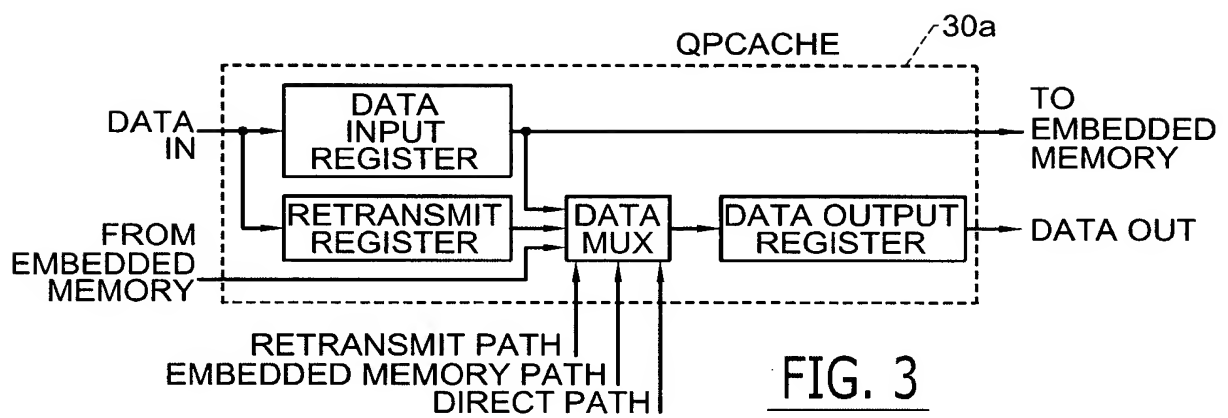 QPCACHE
30a
DATA
IN
DATA
INPUT
REGISTER
TO
EMBEDDED
MEMORY
RETRANSMIT
REGISTER
DATA
MUX
DATA OUTPUT
REGISTER
DATA OUT
FROM
EMBEDDED
MEMORY
RETRANSMIT PATH
EMBEDDED MEMORY PATH
DIRECT PATH
FIG. 3